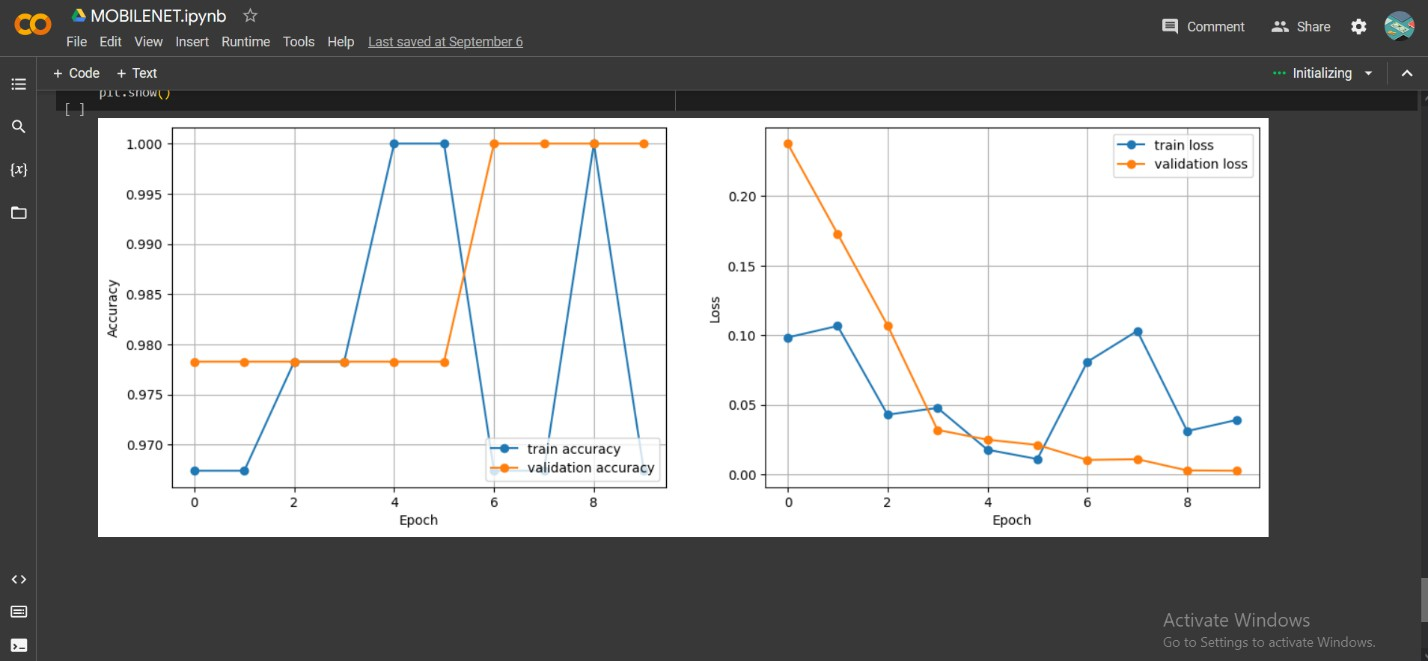 MOBILENET.ipynb
File Edit View Insert Runtime Tools Help Last saved at September 6
Comment Share
+ Code + Text
Initializing
plt.show()
[ ]
{x}
1.000
0.995
0.990
0.985
0.980
0.975
0.970
Accuracy
train accuracy
validation accuracy
0 2 4 6 8
Epoch
train loss
validation loss
0.20
0.15
0.10
0.05
0.00
Loss
0 2 4 6 8
Epoch
Activate Windows
Go to Settings to activate Windows.